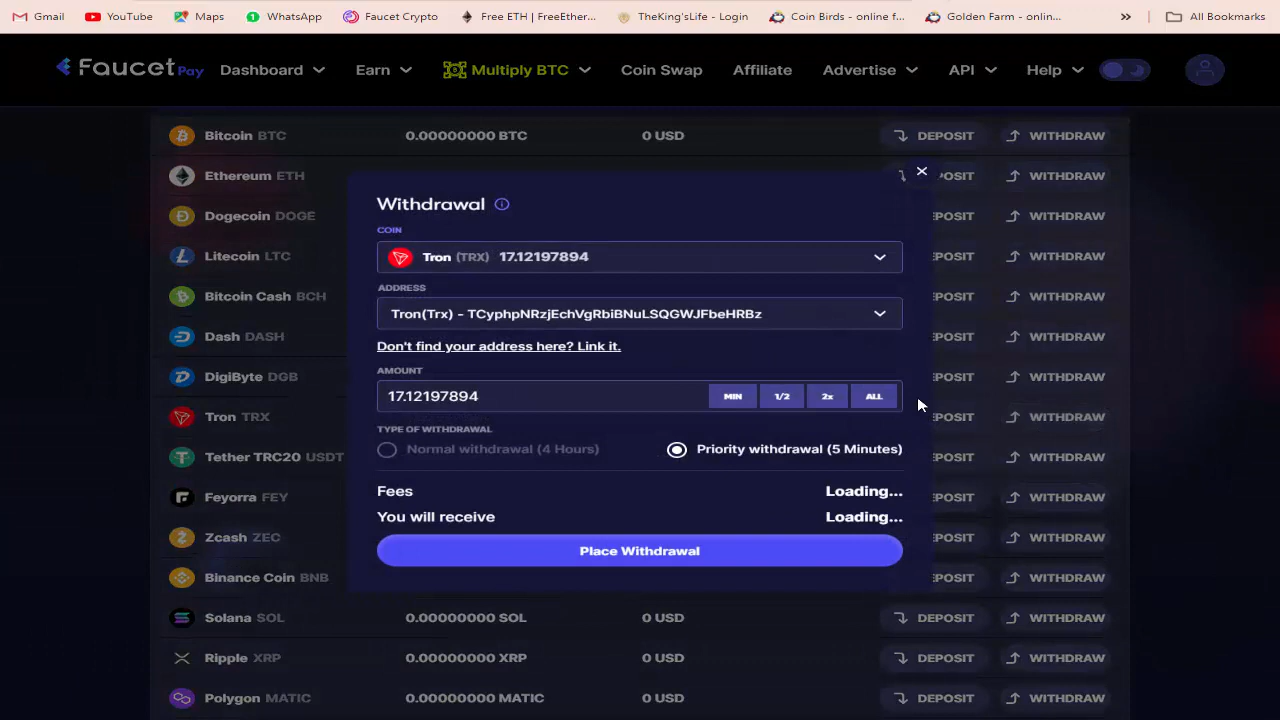 Gmail YouTube Maps WhatsApp Faucet Crypto Free ETH | FreeEther... TheKing'sLife - Login Coin Birds - online f... Golden Farm - onlin... » All Bookmarks
FaucetPay Dashboard Earn Multiply BTC Coin Swap Affiliate Advertise API Help
Bitcoin BTC 0.00000000 BTC 0 USD DEPOSIT WITHDRAW
Ethereum ETH POSIT WITHDRAW
Dogecoin DOGE POSIT WITHDRAW
Litecoin LTC POSIT WITHDRAW
Bitcoin Cash BCH POSIT WITHDRAW
Dash DASH POSIT WITHDRAW
DigiByte DGB POSIT WITHDRAW
Tron TRX POSIT WITHDRAW
Tether TRC20 USDT POSIT WITHDRAW
Feyorra FEY POSIT WITHDRAW
Zcash ZEC POSIT WITHDRAW
Binance Coin BNB POSIT WITHDRAW
Solana SOL 0.00000000 SOL 0 USD DEPOSIT WITHDRAW
Ripple XRP 0.00000000 XRP 0 USD DEPOSIT WITHDRAW
Polygon MATIC 0.00000000 MATIC 0 USD DEPOSIT WITHDRAW
Withdrawal
COIN
Tron (TRX) 17.12197894
ADDRESS
Tron(Trx) - TCyphpNRzjEchVgRbiBNuLSQGWJFbeHRBz
Don't find your address here? Link it.
AMOUNT
17.12197894 MIN 1/2 2x ALL
TYPE OF WITHDRAWAL
Normal withdrawal (4 Hours) Priority withdrawal (5 Minutes)
Fees Loading...
You will receive Loading...
Place Withdrawal